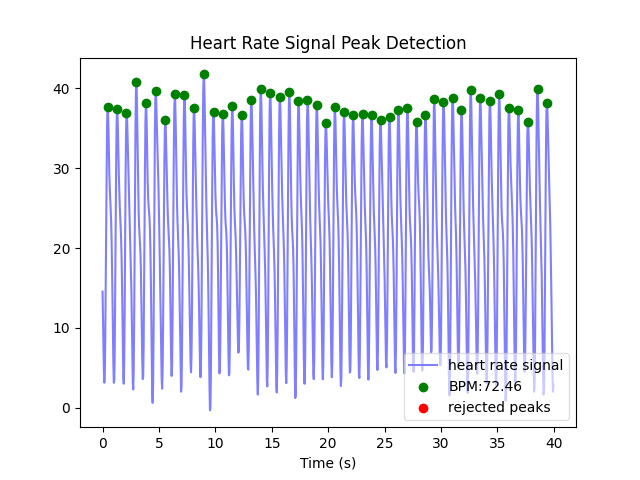 Heart Rate Signal Peak Detection
40
30
20
10
0
heart rate signal
BPM:72.46
rejected peaks
0 5 10 15 20 25 30 35 40
Time (s)